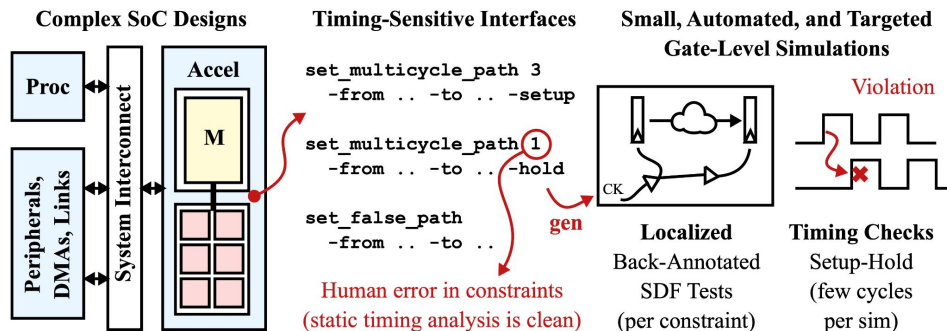 Complex SoC Designs
Proc
Peripherals,
DMAs, Links
System Interconnect
Accel
M
Timing-Sensitive Interfaces
set_multicycle_path 3
-from .. -to .. -setup
set_multicycle_path 1
-from .. -to .. -hold
set_false_path
-from .. -to ..
gen
Human error in constraints
(static timing analysis is clean)
Small, Automated, and Targeted
Gate-Level Simulations
CK
Violation
Localized
Back-Annotated
SDF Tests
(per constraint)
Timing Checks
Setup-Hold
(few cycles
per sim)